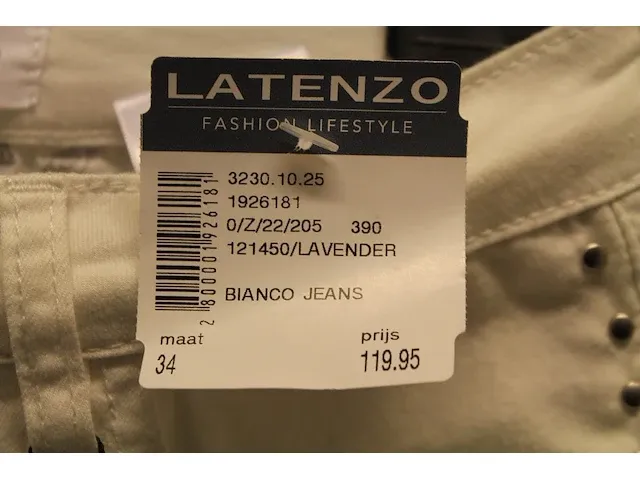 LATENZO
FASHION LIFESTYLE
3230.10.25
1926181
0/Z/22/205 390
121450/LAVENDER
BIANCO JEANS
2800001926181
maat prijs
34 119.95